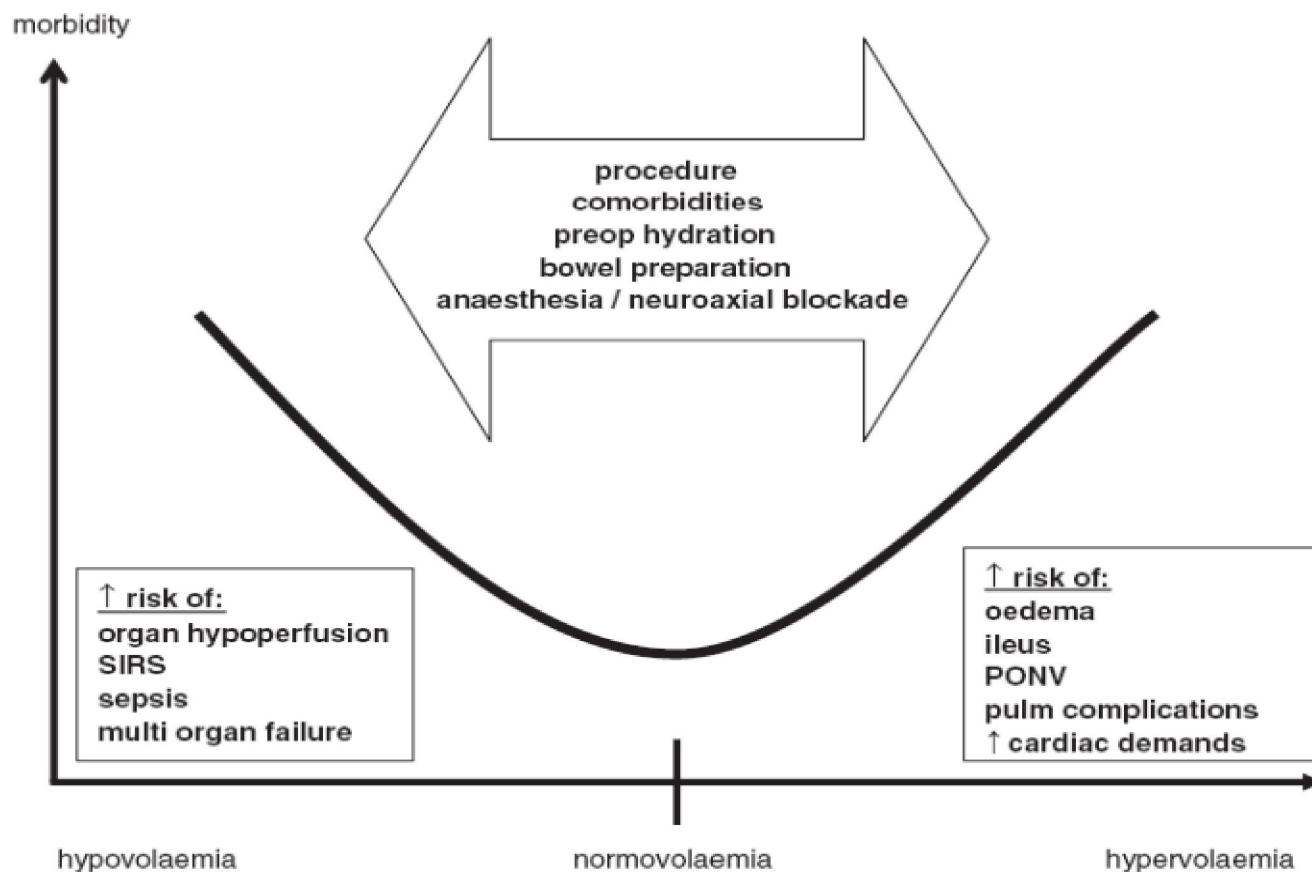 morbidity
procedure
comorbidities
preop hydration
bowel preparation
anaesthesia / neuroaxial blockade
↑ risk of:
organ hypoperfusion
SIRS
sepsis
multi organ failure
↑ risk of:
oedema
ileus
PONV
pulm complications
↑ cardiac demands
hypovolaemia
normovolaemia
hypervolaemia